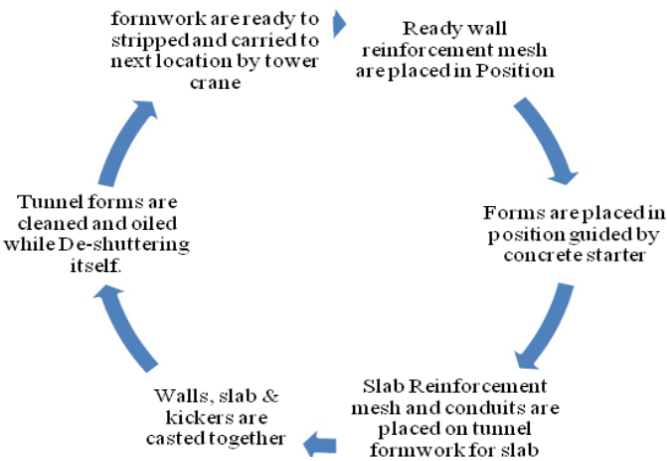 formwork are ready to
stripped and carried to
next location by tower
crane
Ready wall
reinforcement mesh
are placed in Position
Forms are placed in
position guided by
concrete starter
Slab Reinforcement
mesh and conduits are
placed on tunnel
formwork for slab
Walls, slab &
kickers are
casted together
Tunnel forms are
cleaned and oiled
while De-shuttering
itself.